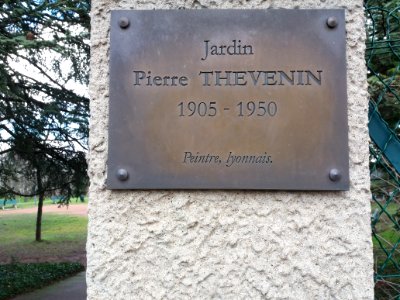 Jardin
Pierre THEVENIN
1905 - 1950
Peintre, lyonnais.